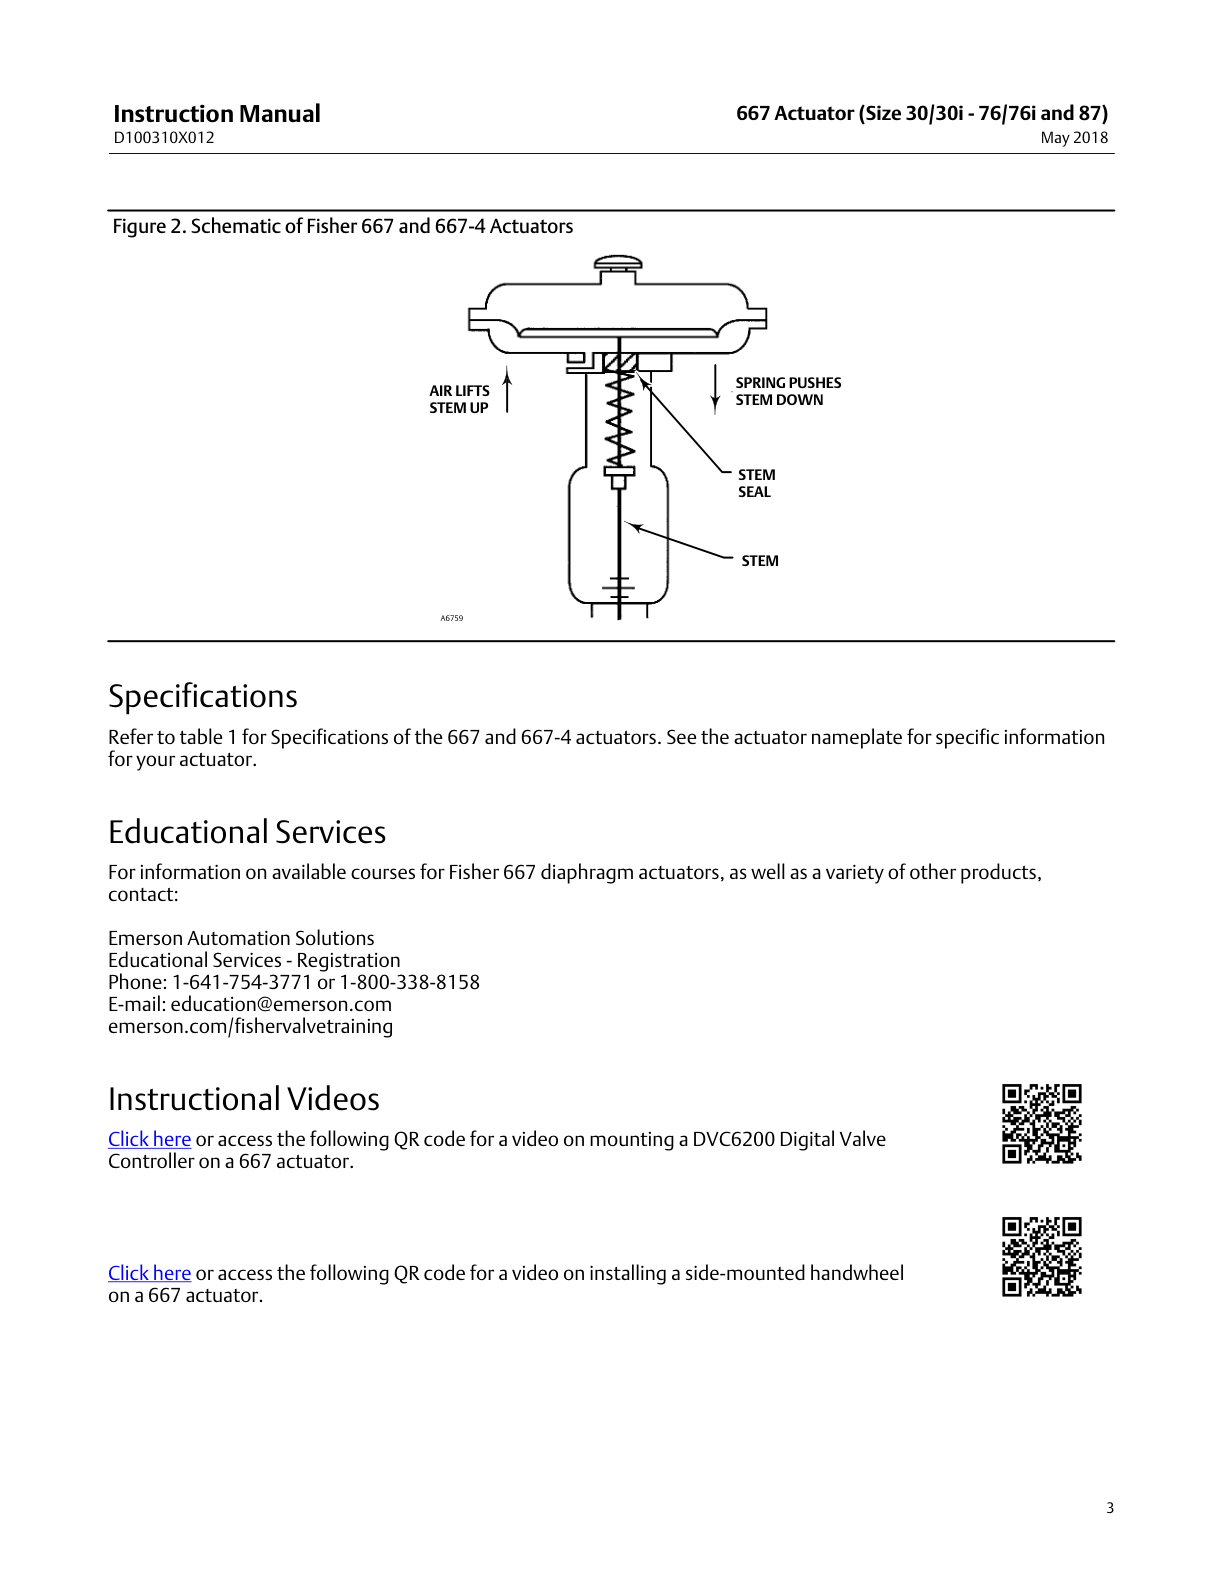 Instruction Manual
D100310X012
667 Actuator (Size 30/30i - 76/76i and 87)
May 2018
Figure 2. Schematic of Fisher 667 and 667-4 Actuators
AIR LIFTS
STEM UP
SPRING PUSHES
STEM DOWN
STEM
SEAL
STEM
A6759
Specifications
Refer to table 1 for Specifications of the 667 and 667-4 actuators. See the actuator nameplate for specific information
for your actuator.
Educational Services
For information on available courses for Fisher 667 diaphragm actuators, as well as a variety of other products,
contact:
Emerson Automation Solutions
Educational Services - Registration
Phone: 1-641-754-3771 or 1-800-338-8158
E-mail: education@emerson.com
emerson.com/fishervalvetraining
Instructional Videos
Click here or access the following QR code for a video on mounting a DVC6200 Digital Valve
Controller on a 667 actuator.
Click here or access the following QR code for a video on installing a side-mounted handwheel
on a 667 actuator.
3